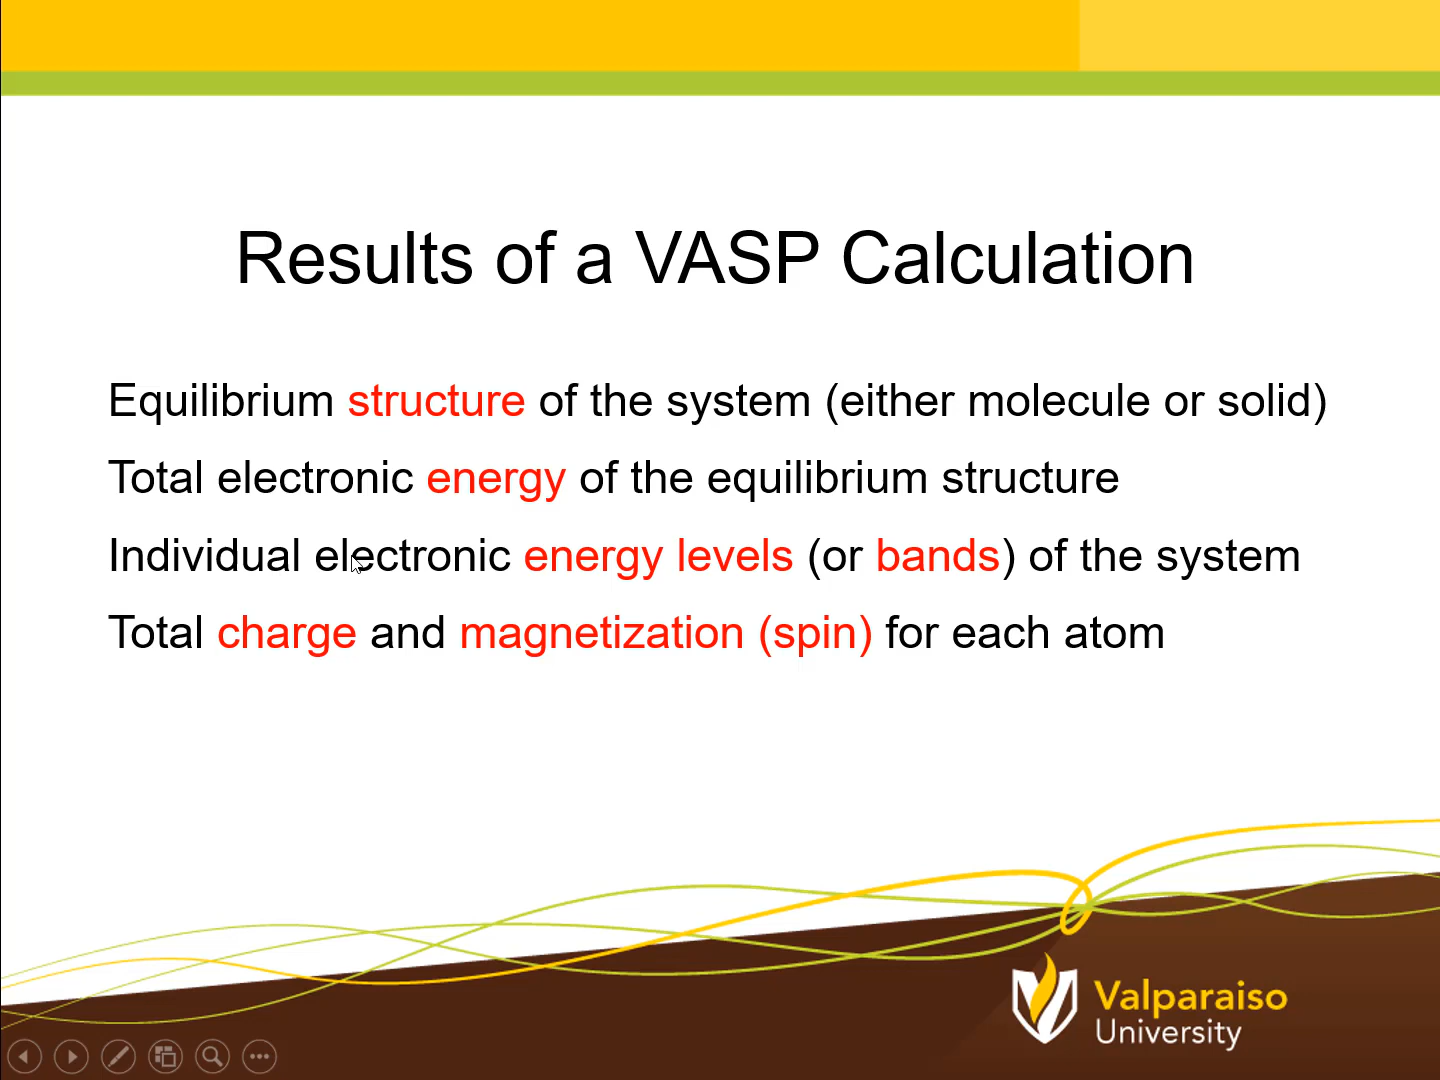 Results of a VASP Calculation
Equilibrium structure of the system (either molecule or solid)
Total electronic energy of the equilibrium structure
Individual electronic energy levels (or bands) of the system
Total charge and magnetization (spin) for each atom
Valparaiso
University